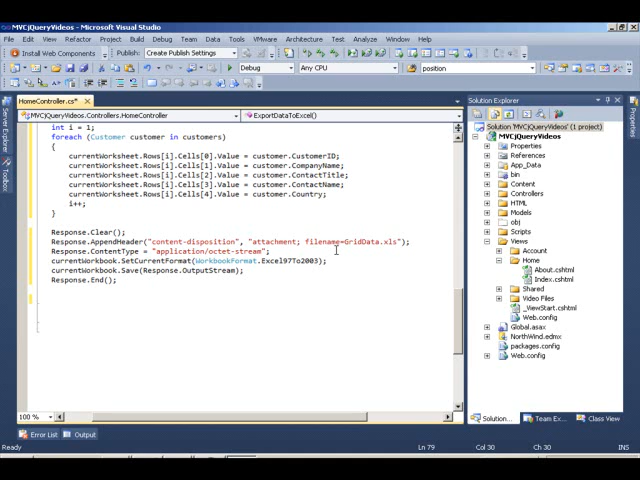 MVCjQueryVideos - Microsoft Visual Studio
File Edit View Refactor Project Build Debug Team Data Tools XMware Architecture Test Analyze Window Community Help
Install Web Components Publish: Create Publish Settings
Debug Any CPU position
HomeController.cs*
MVCjQueryVideos.Controllers.HomeController ExportDataToExcel()
int i = 1;
foreach (Customer customer in customers)
{
currentWorksheet.Rows[i].Cells[0].Value = customer.CustomerID;
currentWorksheet.Rows[i].Cells[1].Value = customer.CompanyName;
currentWorksheet.Rows[i].Cells[2].Value = customer.ContactTitle;
currentWorksheet.Rows[i].Cells[3].Value = customer.ContactName;
currentWorksheet.Rows[i].Cells[4].Value = customer.Country;
i++;
}
Response.Clear();
Response.AppendHeader("content-disposition", "attachment; filename=GridData.xls");
Response.ContentType = "application/octet-stream";
currentWorkbook.SetCurrentFormat(WorkbookFormat.Excel97To2003);
currentWorkbook.Save(Response.OutputStream);
Response.End();
100 %
Error List Output
Ready Ln 79 Col 30 Ch 30
Server Explorer
Toolbox
Solution Explorer
Solution 'MVCjQueryVideos' (1 project)
MVCjQueryVideos
Properties
References
App_Data
bin
Content
Controllers
HTML
Models
obj
Scripts
Views
Account
Home
About.cshtml
Index.cshtml
Shared
Video Files
_ViewStart.cshtml
Web.config
Global.asax
NorthWind.edmx
packages.config
Web.config
Solution... Team Ex... Class View
Properties